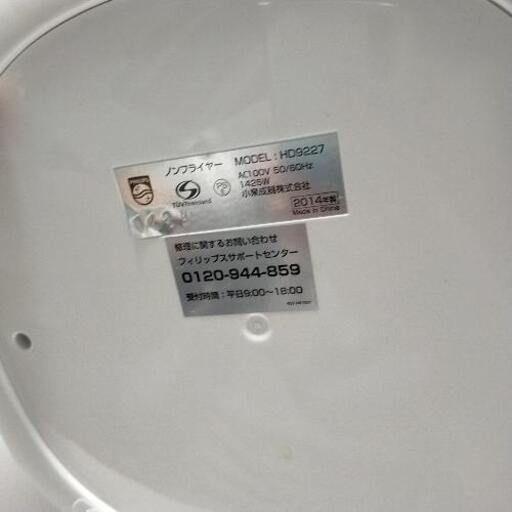 ノンフライヤー MODEL : HD9227
PHILIPS
AC100V 50/60Hz
1425W
小泉成器株式会社
TÜVRheinland
PS
E
2014年製
Made in China
修理に関するお問い合わせ
フィリップスサポートセンター
0120-944-859
受付時間：平日9:00～18:00